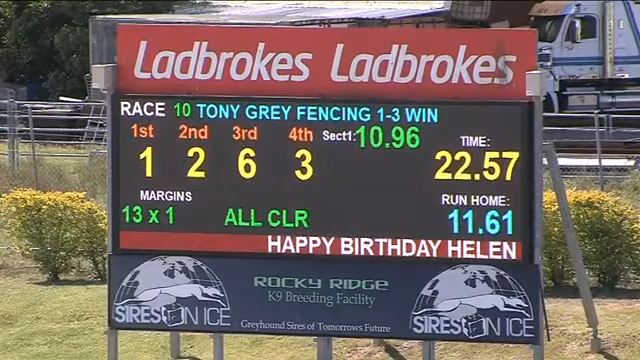 Ladbrokes Ladbrokes
RACE 10 TONY GREY FENCING 1-3 WIN
1st 2nd 3rd 4th Sect1: 10.96 TIME:
1 2 6 3 22.57
MARGINS RUN HOME:
13 x 1 ALL CLR 11.61
HAPPY BIRTHDAY HELEN
ROCKY RIDGE
K9 Breeding Facility
SIRES ON ICE SIRES ON ICE
Greyhound Sires of Tomorrows Future